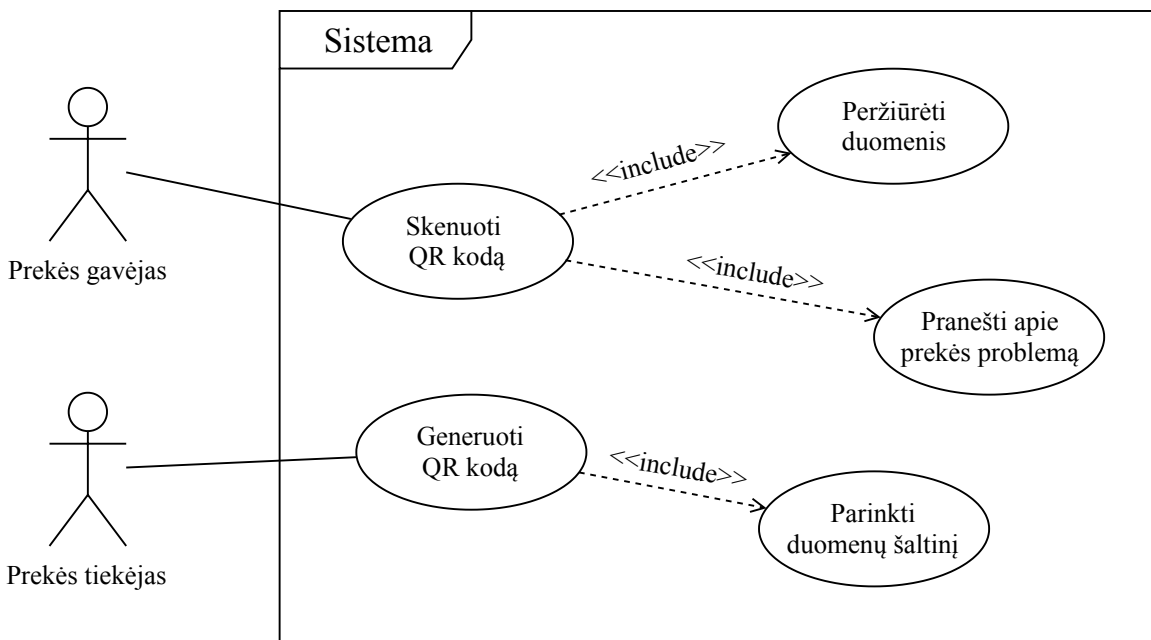 Sistema
Peržiūrėti
duomenis
<<include>>
Skenuoti
QR kodą
Prekės gavėjas
<<include>>
Pranešti apie
prekės problemą
Generuoti
QR kodą
<<include>>
Parinkti
duomenų šaltinį
Prekės tiekėjas